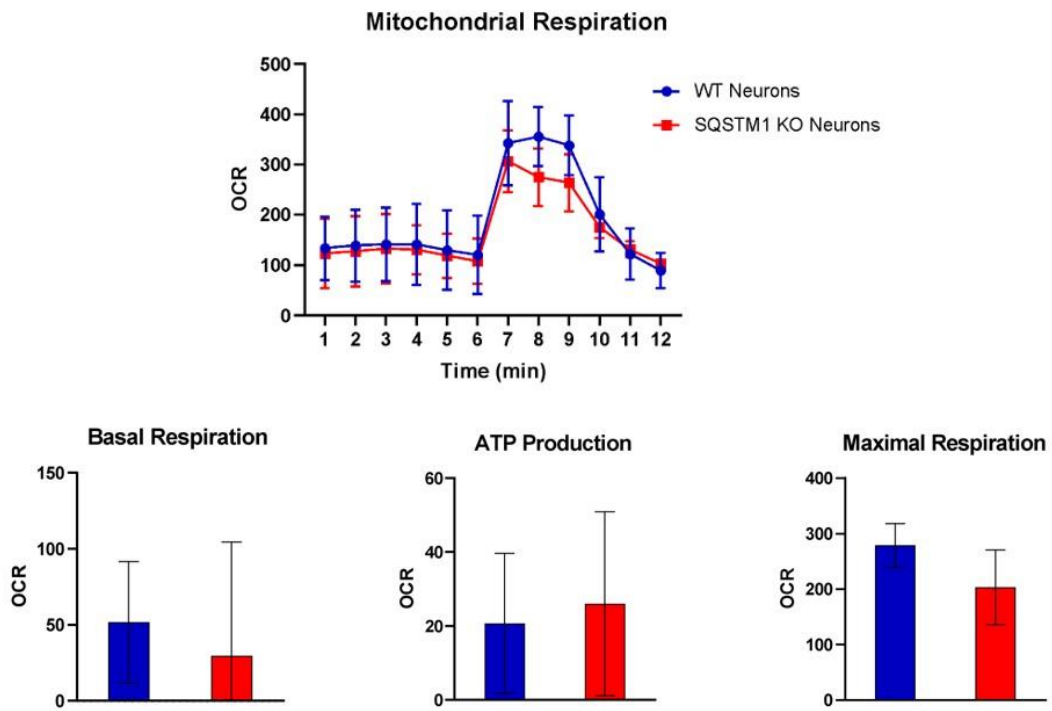 Mitochondrial Respiration
500
400
300
200
100
0
OCR
WT Neurons
SQSTM1 KO Neurons
1 2 3 4 5 6 7 8 9 10 11 12
Time (min)
Basal Respiration
150
100
50
0
OCR
ATP Production
60
40
20
0
OCR
Maximal Respiration
400
300
200
100
0
OCR